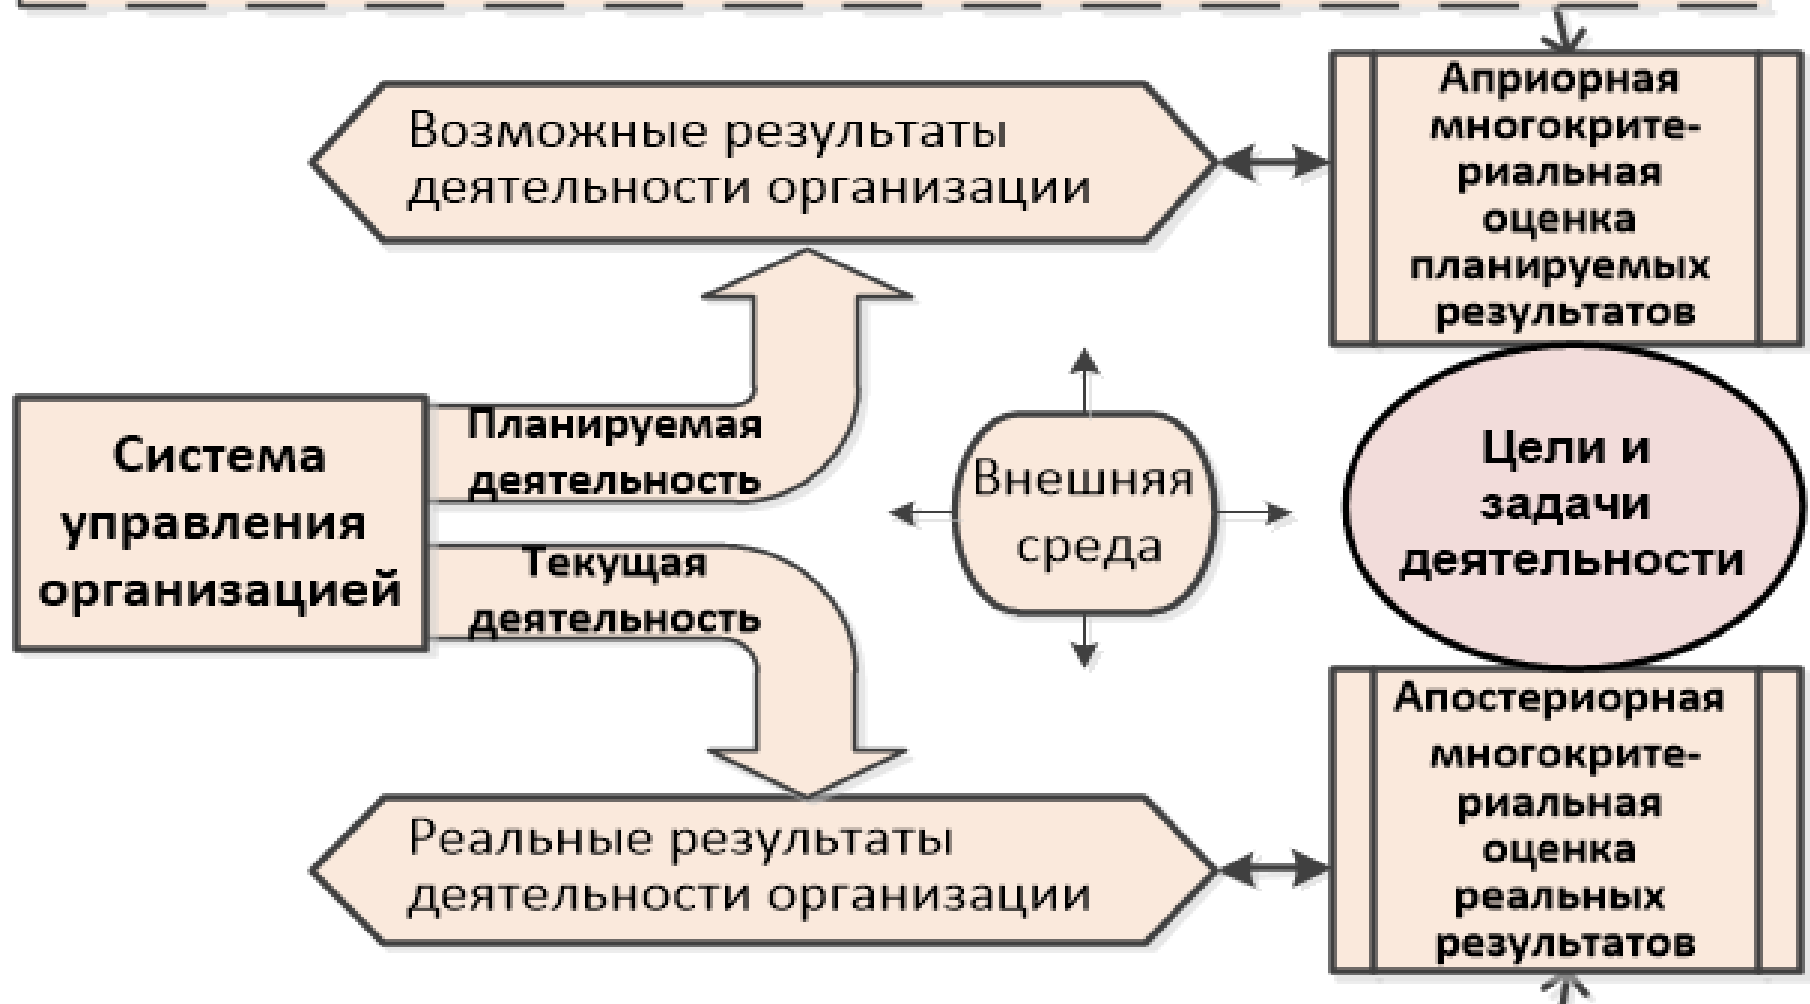 Возможные результаты
деятельности организации
Априорная
многокрите-
риальная
оценка
планируемых
результатов
Система
управления
организацией
Планируемая
деятельность
Текущая
деятельность
Внешняя
среда
Цели и
задачи
деятельности
Реальные результаты
деятельности организации
Апостериорная
многокрите-
риальная
оценка
реальных
результатов